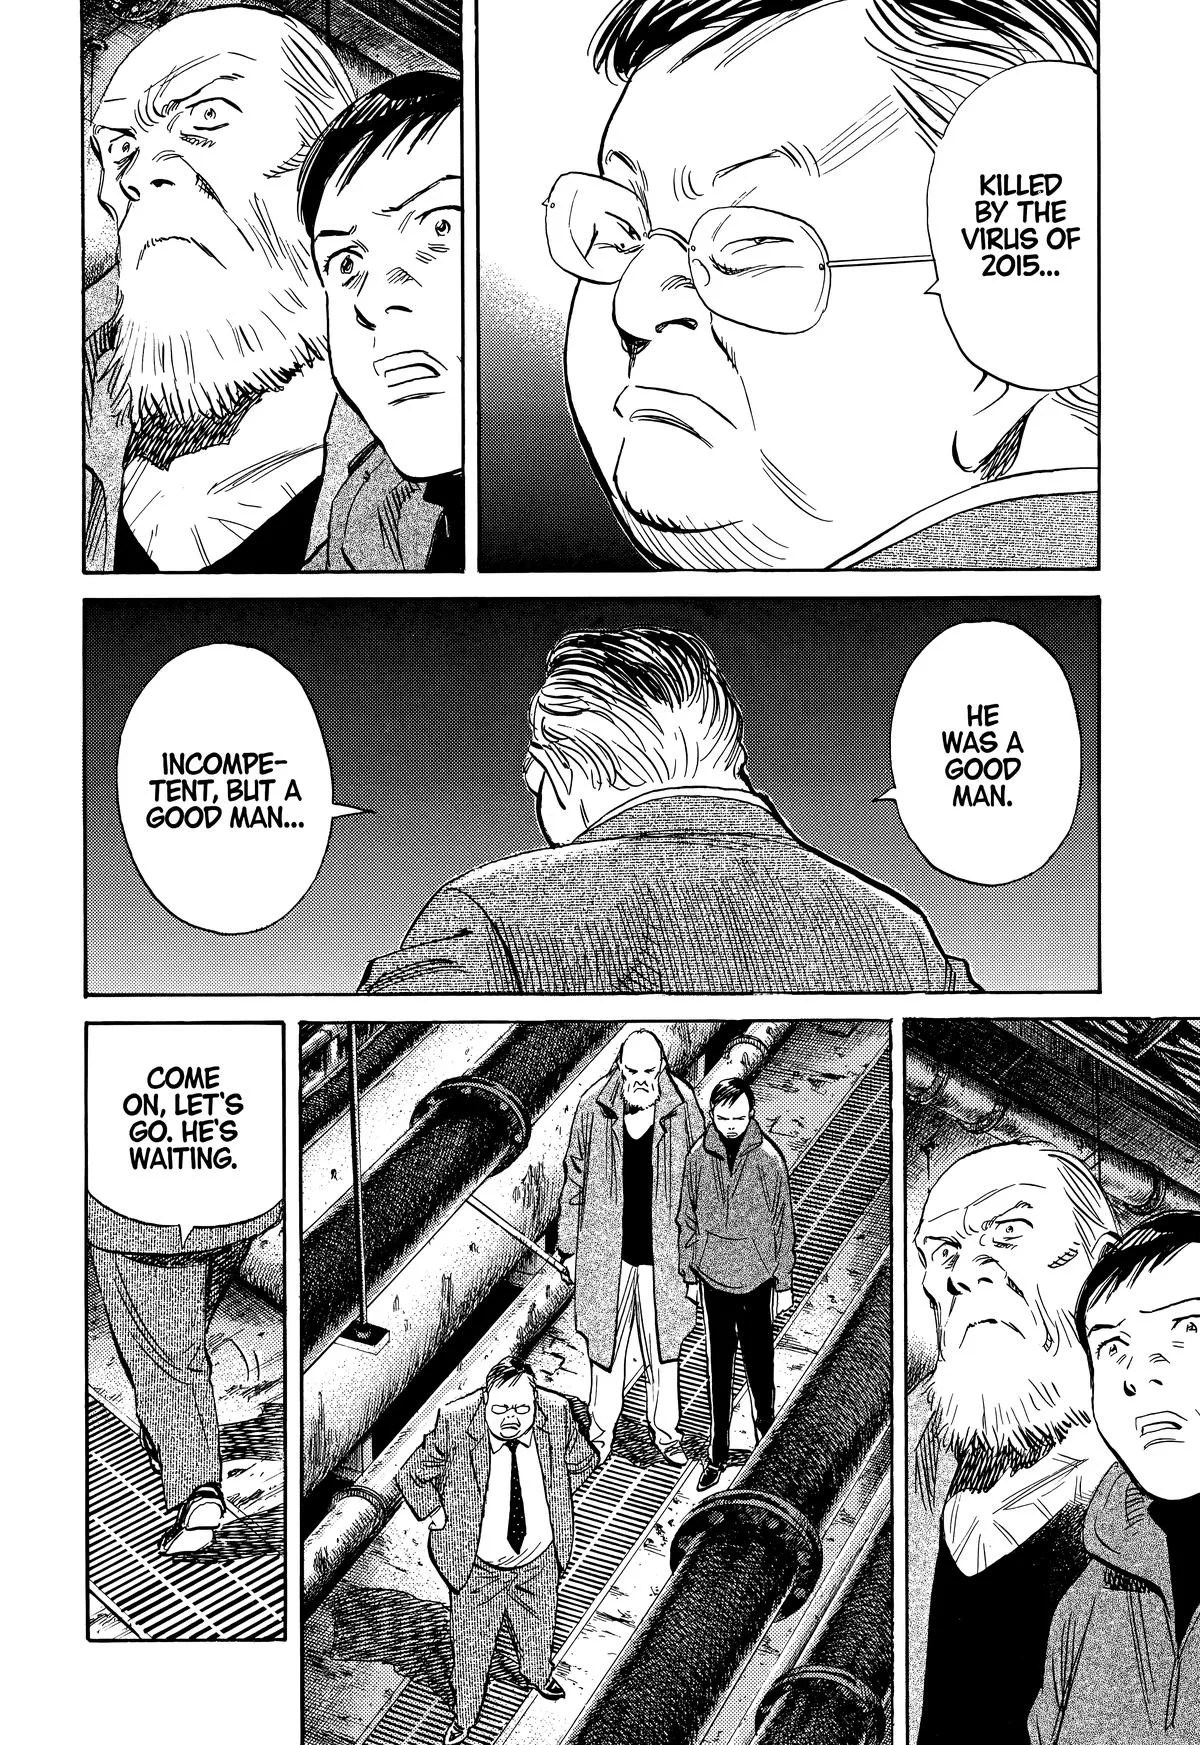 KILLED
BY THE
VIRUS OF
2015...
HE
WAS A
GOOD
MAN.
INCOMPE-
TENT, BUT A
GOOD MAN...
COME
ON, LET'S
GO. HE'S
WAITING.